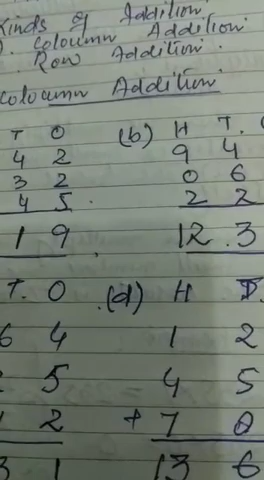 Kinds of Addition
Coloumn Addition
Row Addition.
Coloumn Addition
T O (b) H T.
4 2 9 4
3 2 0 6
4 5. 2 2
1 9 12.3
T. O .(d) H T.
6 4 1 2
5 4 5
2 + 7 0
3 1 13 6